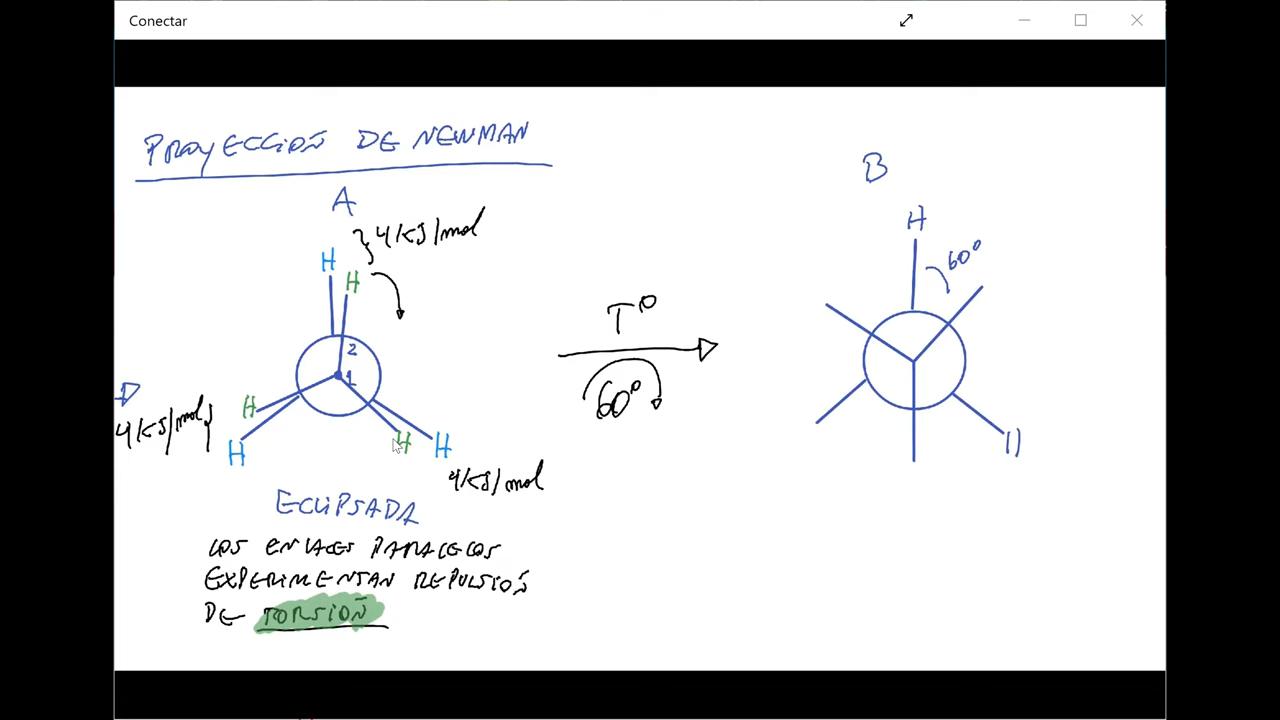 Conectar
PROYECCIÓN DE NEWMAN
A
B
4 KJ/mol
H
H
H
60°
2
1
T°
60°
H
H
4 KJ/mol
H
H
H
4 KJ/mol
ECLIPSADA
LOS ENLACES PARALELOS
EXPERIMENTAN REPULSIÓN
DE TORSIÓN